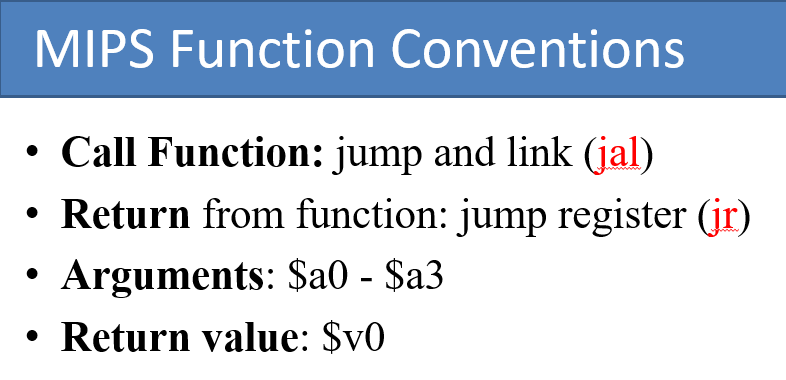 MIPS Function Conventions
• Call Function: jump and link (jal)
• Return from function: jump register (jr)
• Arguments: $a0 - $a3
• Return value: $v0